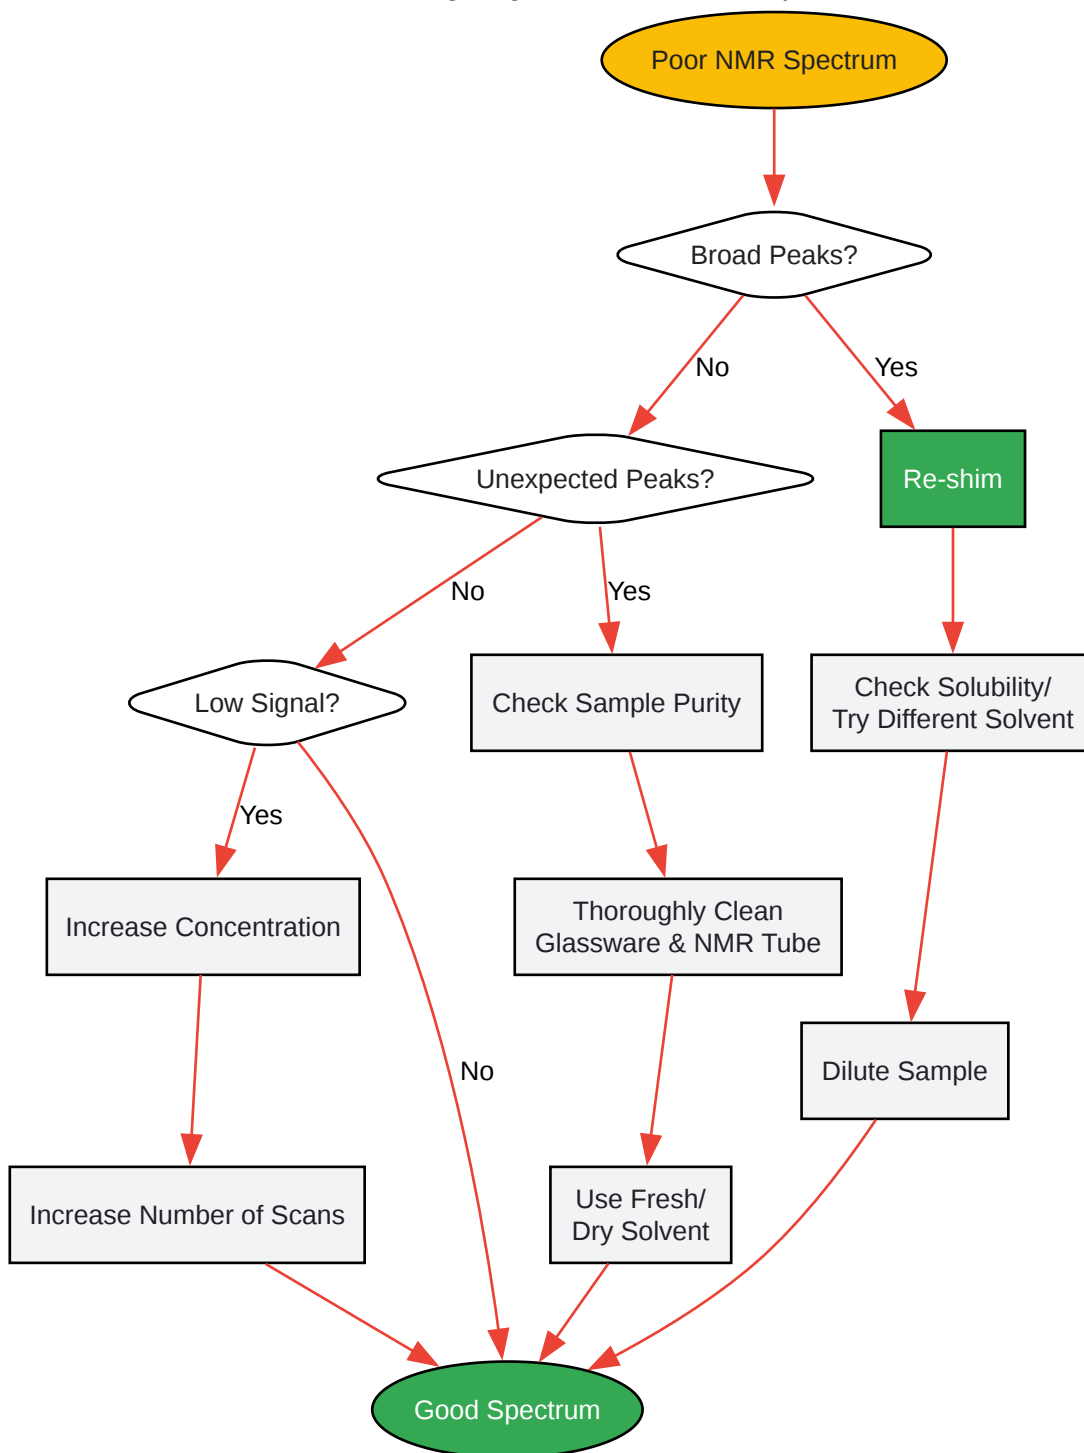 Poor NMR Spectrum
Broad Peaks?
No
Yes
Unexpected Peaks?
Re-shim
No
Yes
Low Signal?
Check Sample Purity
Check Solubility/
Try Different Solvent
Yes
Increase Concentration
Thoroughly Clean
Glassware & NMR Tube
No
Dilute Sample
Increase Number of Scans
Use Fresh/
Dry Solvent
Good Spectrum